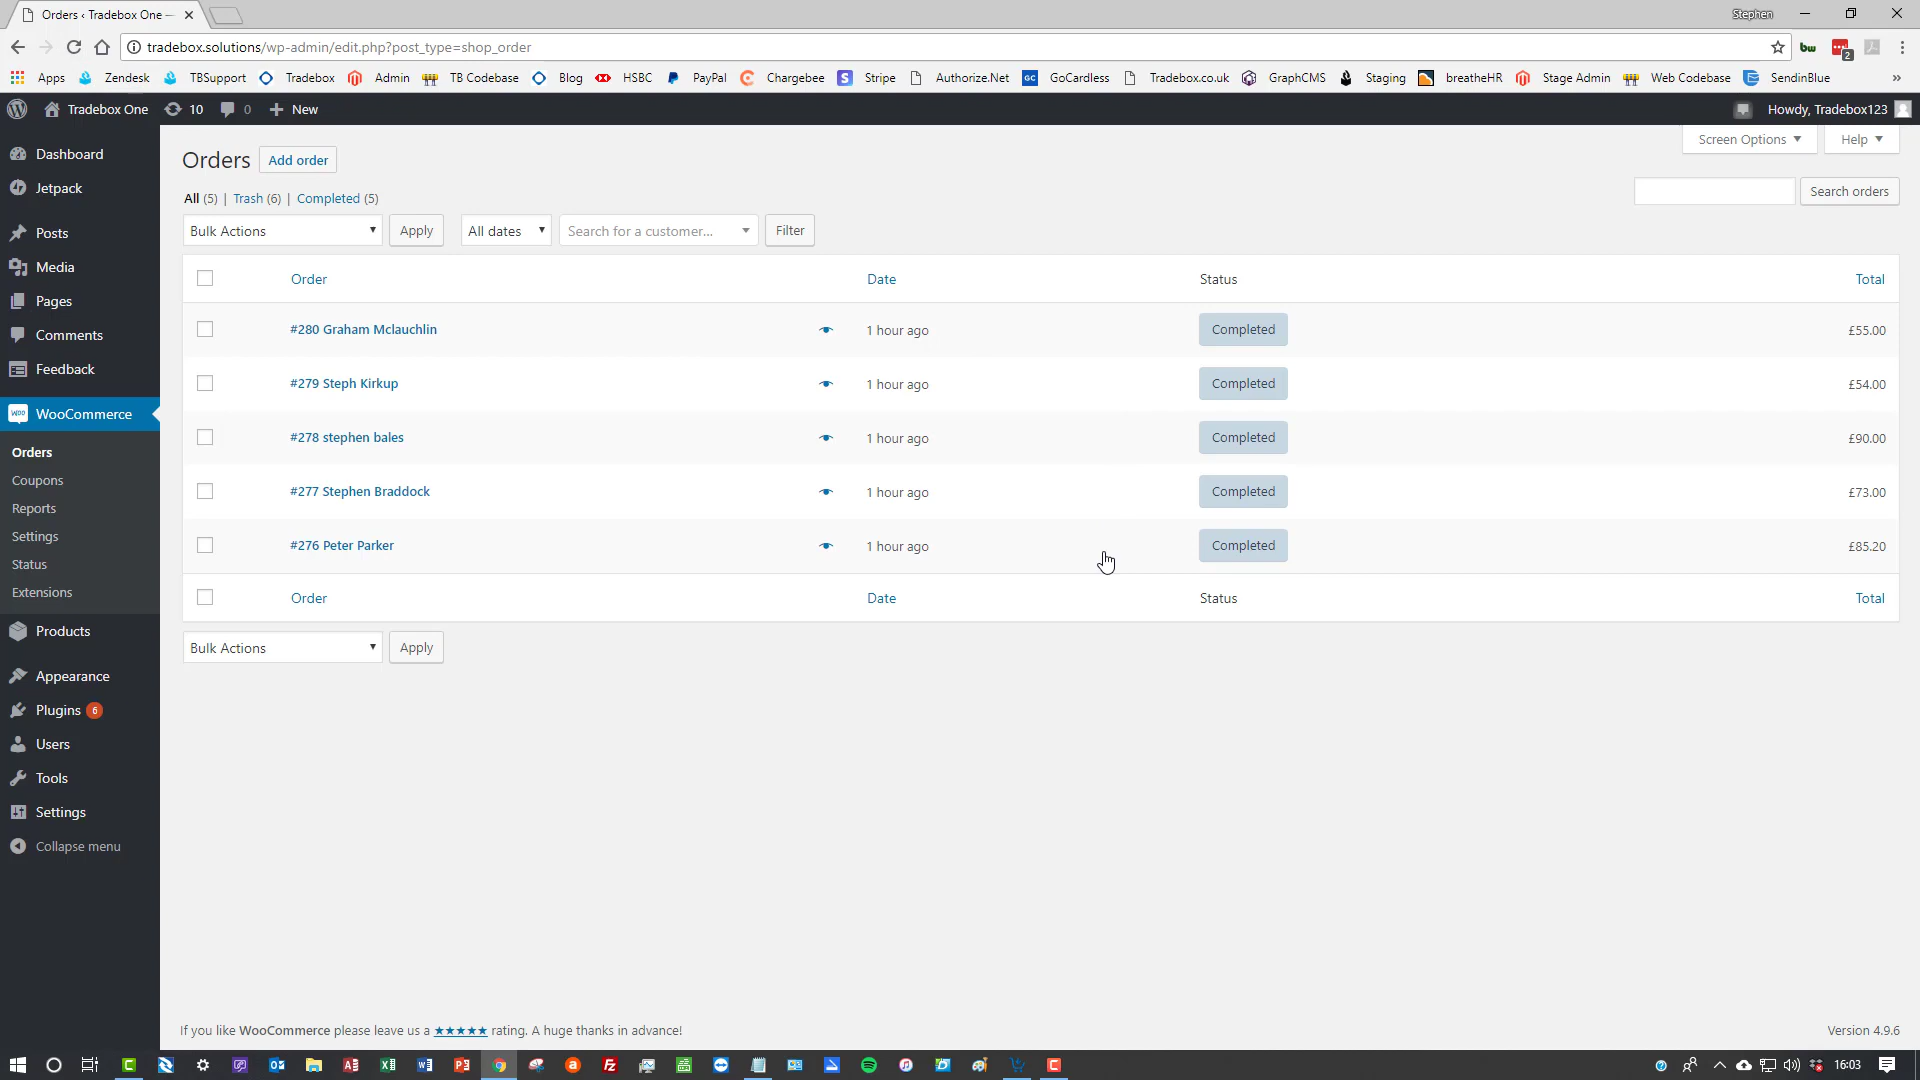 Orders ‹ Tradebox One —
Stephen
tradebox.solutions/wp-admin/edit.php?post_type=shop_order
bw
2
Apps
Zendesk
TBSupport
Tradebox
Admin
TB Codebase
Blog
HSBC
PayPal
Chargebee
Stripe
Authorize.Net
GoCardless
Tradebox.co.uk
GraphCMS
Staging
breatheHR
Stage Admin
Web Codebase
SendinBlue
»
Tradebox One
10
0
New
Howdy, Tradebox123
Dashboard
Jetpack
Posts
Media
Pages
Comments
Feedback
WooCommerce
Orders
Coupons
Reports
Settings
Status
Extensions
Products
Appearance
Plugins 6
Users
Tools
Settings
Collapse menu
Screen Options
Help
Orders Add order
All (5) | Trash (6) | Completed (5)
Search orders
Bulk Actions Apply All dates Search for a customer... Filter
Order Date Status Total
#280 Graham Mclauchlin 1 hour ago Completed £55.00
#279 Steph Kirkup 1 hour ago Completed £54.00
#278 stephen bales 1 hour ago Completed £90.00
#277 Stephen Braddock 1 hour ago Completed £73.00
#276 Peter Parker 1 hour ago Completed £85.20
Order Date Status Total
Bulk Actions Apply
If you like WooCommerce please leave us a ★★★★★ rating. A huge thanks in advance!
Version 4.9.6
16:03